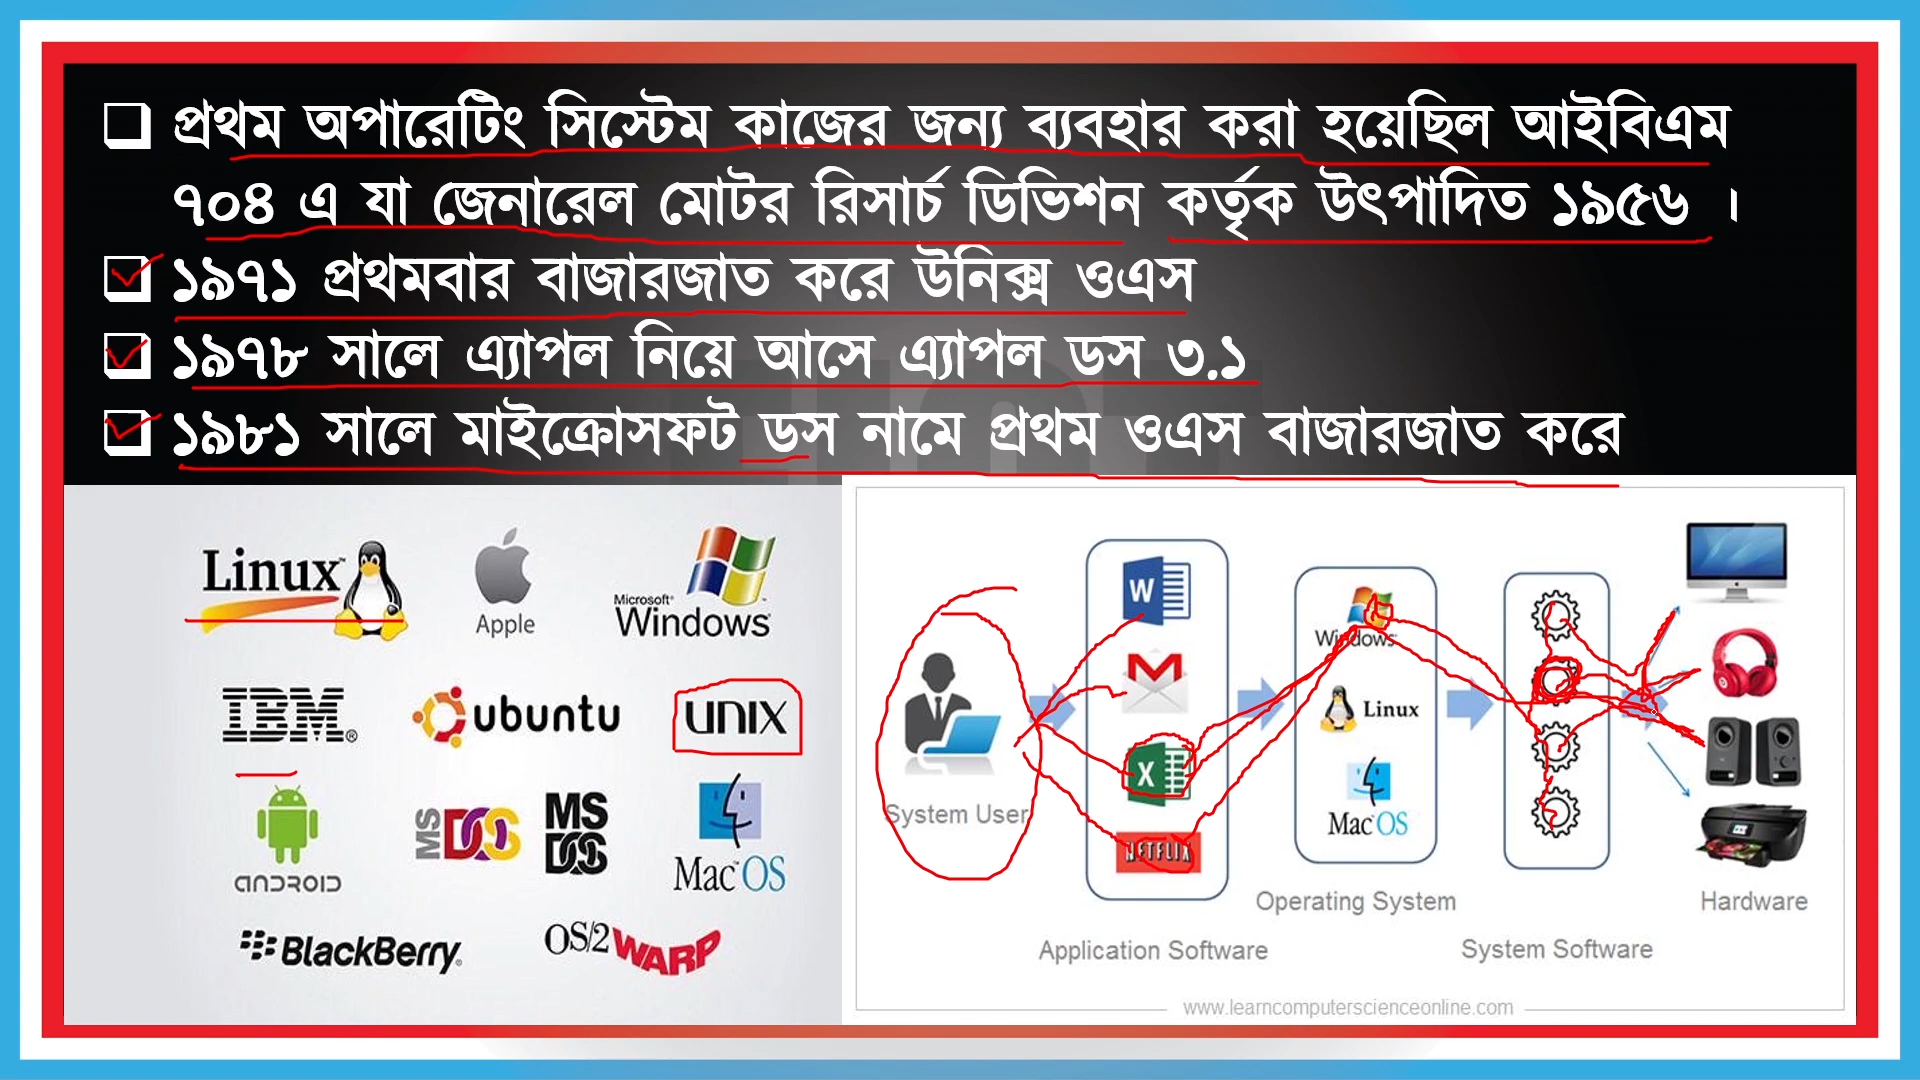 প্রথম অপারেটিং সিস্টেম কাজের জন্য ব্যবহার করা হয়েছিল আইবিএম
৭০৪ এ যা জেনারেল মোটর রিসার্চ ডিভিশন কর্তৃক উৎপাদিত ১৯৫৬ ।
১৯৭১ প্রথমবার বাজারজাত করে উনিক্স ওএস
১৯৭৮ সালে এ্যাপল নিয়ে আসে এ্যাপল ডস ৩.১
১৯৮১ সালে মাইক্রোসফট ডস নামে প্রথম ওএস বাজারজাত করে
Linux™
Apple
Microsoft®
Windows
IBM®
ubuntu
UNIX
ANDROID
MS DOS
MS
DOS
Mac™OS
BlackBerry
OS/2 WARP
System User
W
M
X
NETFLIX
Application Software
Windows
Linux
Mac OS
Operating System
System Software
Hardware
www.learncomputerscienceonline.com